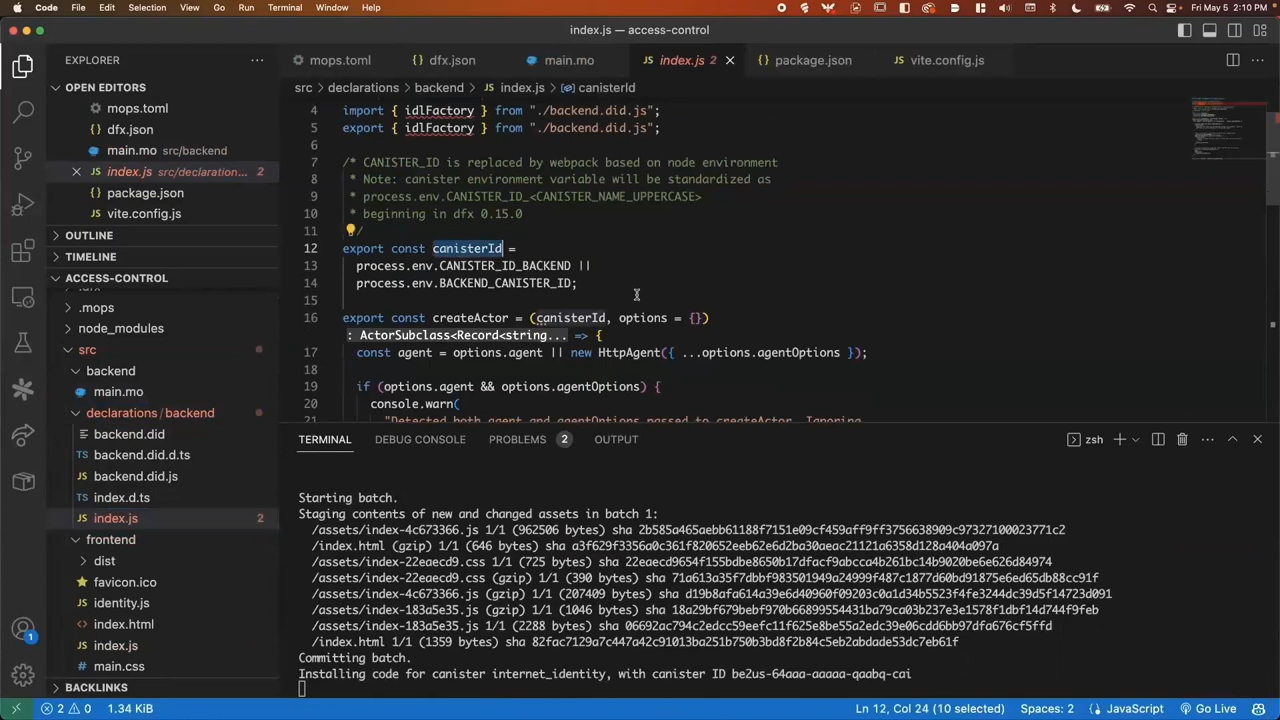 Code File Edit Selection View Go Run Terminal Window Help Fri May 5 2:10 PM
index.js — access-control
EXPLORER
mops.toml dfx.json main.mo index.js 2 package.json vite.config.js
OPEN EDITORS
src > declarations > backend > index.js > canisterId
mops.toml
dfx.json
main.mo src/backend
index.js src/declaration... 2
package.json
vite.config.js
OUTLINE
TIMELINE
ACCESS-CONTROL
.mops
node_modules
src
backend
main.mo
declarations / backend
backend.did
backend.did.d.ts
backend.did.js
index.d.ts
index.js 2
frontend
dist
favicon.ico
identity.js
index.html
index.js
main.css
BACKLINKS
4 import { idlFactory } from "./backend.did.js";
5 export { idlFactory } from "./backend.did.js";
6
7 /* CANISTER_ID is replaced by webpack based on node environment
8 * Note: canister environment variable will be standardized as
9 * process.env.CANISTER_ID_<CANISTER_NAME_UPPERCASE>
10 * beginning in dfx 0.15.0
11 */
12 export const canisterId =
13 process.env.CANISTER_ID_BACKEND ||
14 process.env.BACKEND_CANISTER_ID;
15
16 export const createActor = (canisterId, options = {})
: ActorSubclass<Record<string... => {
17 const agent = options.agent || new HttpAgent({ ...options.agentOptions });
18
19 if (options.agent && options.agentOptions) {
20 console.warn(
21 "Detected both agent and agentOptions passed to createActor. Ignoring
TERMINAL DEBUG CONSOLE PROBLEMS 2 OUTPUT zsh
Starting batch.
Staging contents of new and changed assets in batch 1:
/assets/index-4c673366.js 1/1 (962506 bytes) sha 2b585a465aebb61188f7151e09cf459aff9ff3756638909c97327100023771c2
/index.html (gzip) 1/1 (646 bytes) sha a3f629f3356a0c361f820652eeb62e6d2ba30aeac21121a6358d128a404a097a
/assets/index-22eaecd9.css 1/1 (725 bytes) sha 22eaecd9654f155bdbe8650b17dfacf9abcca4b261bc14b9020be6e626d84974
/assets/index-22eaecd9.css (gzip) 1/1 (390 bytes) sha 71a613a35f7dbbf983501949a24999f487c1877d60bd91875e6ed65db88cc91f
/assets/index-4c673366.js (gzip) 1/1 (207409 bytes) sha d19b8afa614a39e6d40960f09203c0a1d34b5523f4fe3244dc39d5f14723d091
/assets/index-183a5e35.js (gzip) 1/1 (1046 bytes) sha 18a29bf679bebf970b66899554431ba79ca03b237e3e1578f1dbf14d744f9feb
/assets/index-183a5e35.js 1/1 (2288 bytes) sha 06692ac794c2edcc59eefc11f625e8be55a2edc39e06cdd6bb97dfa676cf5ffd
/index.html 1/1 (1359 bytes) sha 82fac7129a7c447a42c91013ba251b750b3bd8f2b84c5eb2abdade53dc7eb61f
Committing batch.
Installing code for canister internet_identity, with canister ID be2us-64aaa-aaaaa-qaabq-cai
2 0 1.34 KiB Ln 12, Col 24 (10 selected) Spaces: 2 JavaScript Go Live